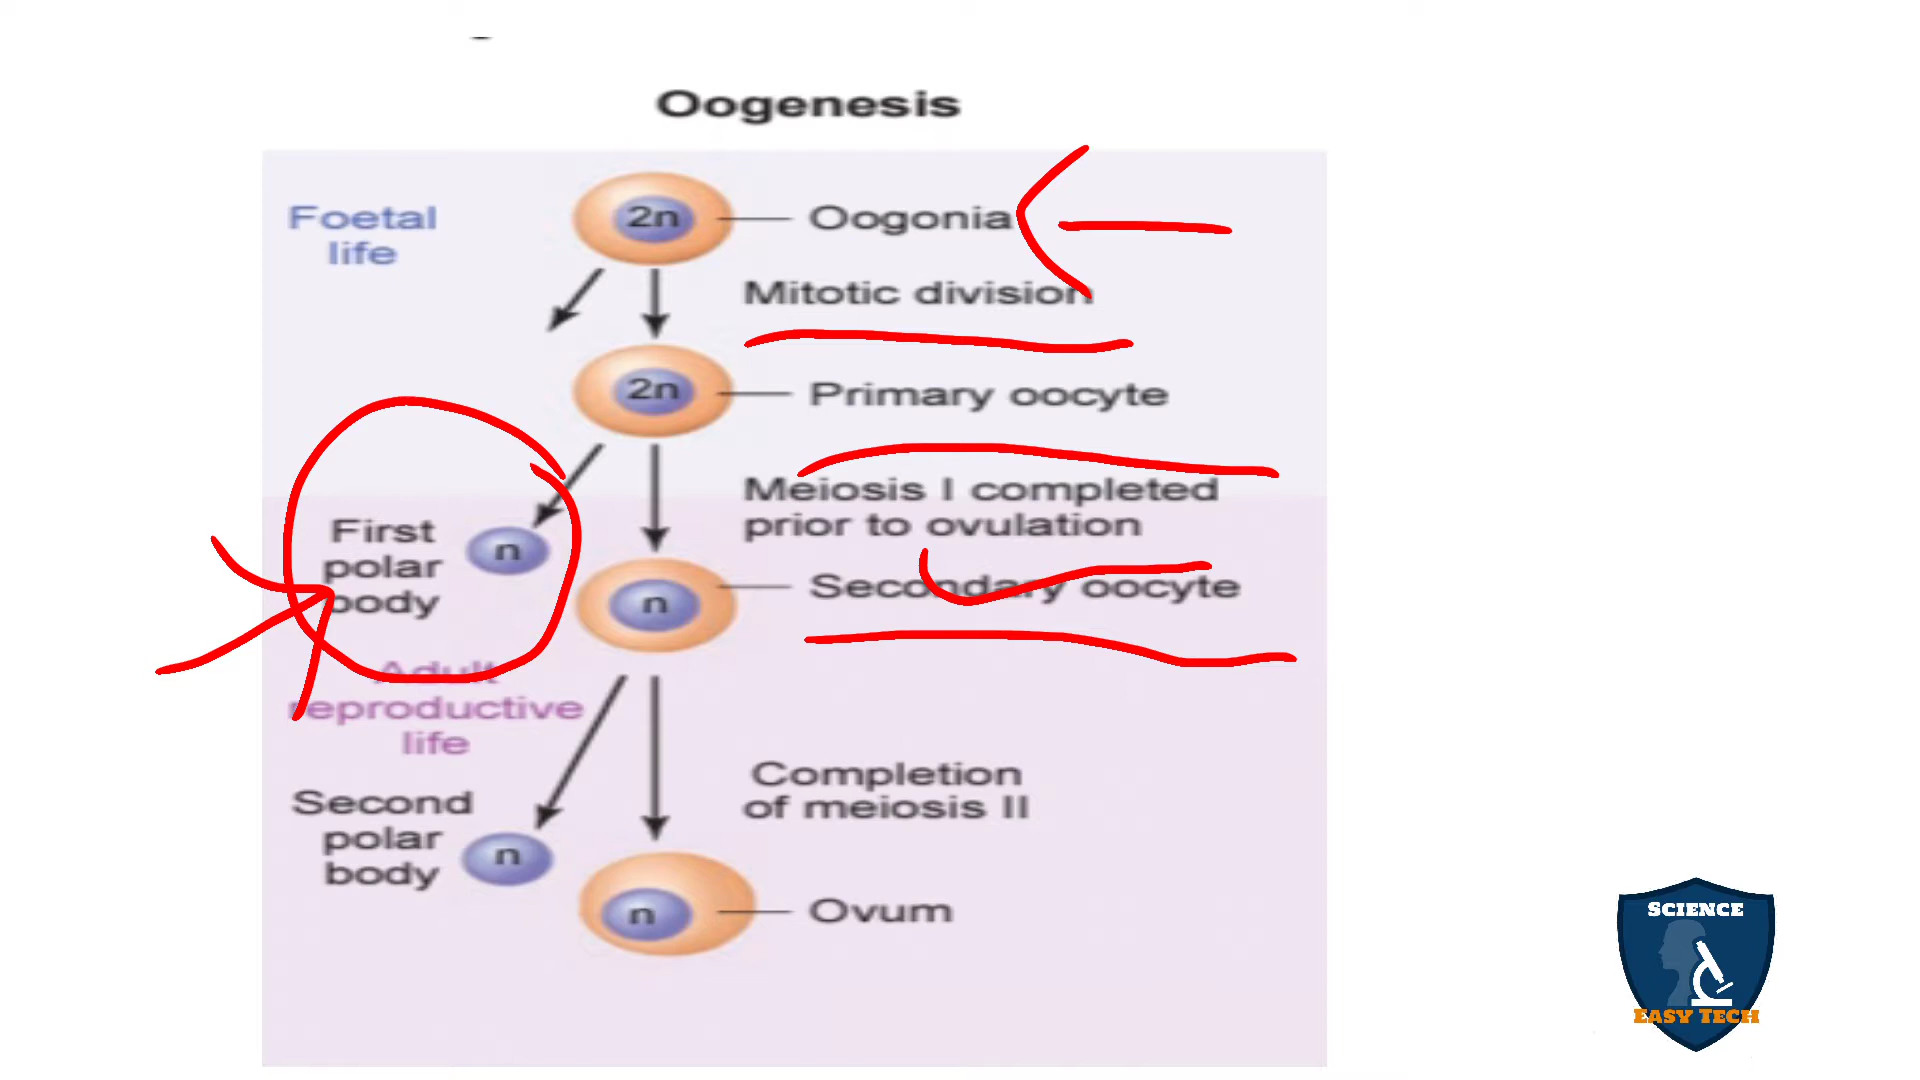 Oogenesis
Foetal
life
2n
Oogonia
Mitotic division
2n
Primary oocyte
Meiosis I completed
prior to ovulation
First
polar
body
n
n
Secondary oocyte
Adult
reproductive
life
Completion
of meiosis II
Second
polar
body
n
n
Ovum
SCIENCE
EASY TECH